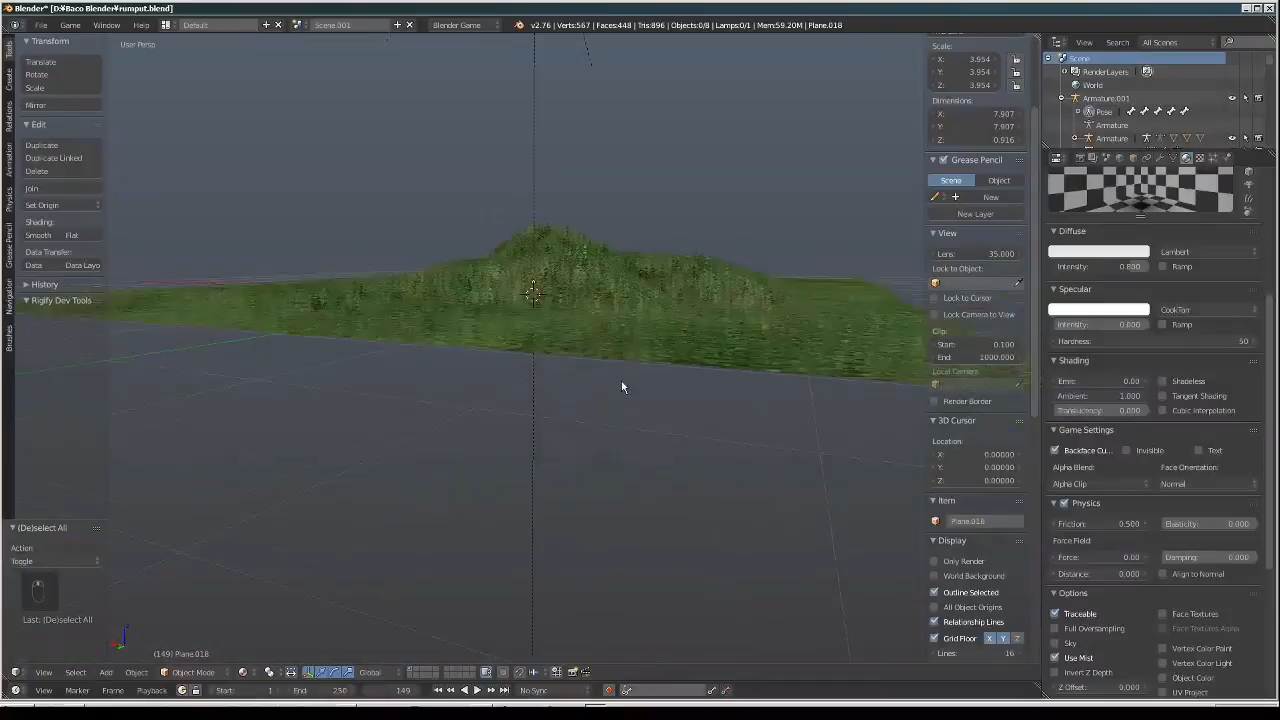 Blender* [D:¥Baco Blender¥rumput.blend]
File Render Window Help Default Scene.001 Blender Game v2.76 | Verts:567 | Faces:448 | Tris:896 | Objects:0/8 | Lamps:0/1 | Mem:59.20M | Plane.018
View Search All Scenes
Tools
Create
Relations
Animation
Physics
Grease Pencil
Navigation
Brushes
Transform
Translate
Rotate
Scale
Mirror
Edit
Duplicate
Duplicate Linked
Delete
Join
Set Origin
Shading:
Smooth Flat
Data Transfer:
Data Data Layo
History
Rigify Dev Tools
(De)select All
Action
Toggle
Last: (De)select All
User Persp
(149) Plane.018
Scale:
X: 3.954
Y: 3.954
Z: 3.954
Dimensions:
X: 7.907
Y: 7.907
Z: 0.916
Grease Pencil
Scene Object
New
New Layer
View
Lens: 35.000
Lock to Object:
Lock to Cursor
Lock Camera to View
Clip:
Start: 0.100
End: 1000.000
Local Camera:
Render Border
3D Cursor
Location:
X: 0.00000
Y: 0.00000
Z: 0.00000
Item
Plane.018
Display
Only Render
World Background
Outline Selected
All Object Origins
Relationship Lines
Grid Floor X Y Z
Lines: 16
Scene
RenderLayers
World
Armature.001
Pose
Armature
Armature
Diffuse
Lambert
Intensity: 0.800 Ramp
Specular
CookTorr
Intensity: 0.000 Ramp
Hardness: 50
Shading
Emit: 0.00 Shadeless
Ambient: 1.000 Tangent Shading
Translucency: 0.000 Cubic Interpolation
Game Settings
Backface Cu... Invisible Text
Alpha Blend: Face Orientation:
Alpha Clip Normal
Physics
Friction: 0.500 Elasticity: 0.000
Force Field:
Force: 0.00 Damping: 0.000
Distance: 0.000 Align to Normal
Options
Traceable Face Textures
Full Oversampling Face Textures Alpha
Sky
Vertex Color Paint
Use Mist Vertex Color Light
Invert Z Depth Object Color
Z Offset: 0.000 UV Project
View Select Add Object Object Mode Global
View Marker Frame Playback Start: 1 End: 250 149 No Sync